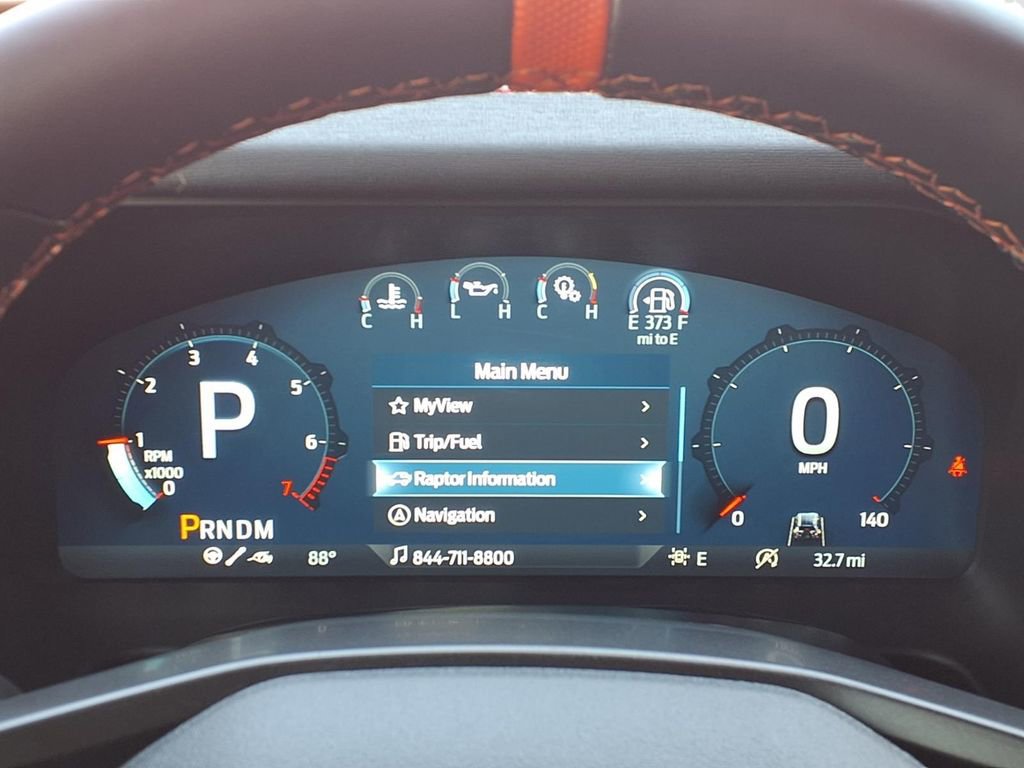 C H
L H
C H
E 373 F
mi to E
Main Menu
MyView
Trip/Fuel
Raptor Information
Navigation
1 2 3 4 5 6 7
0
RPM
x1000
P
PRNDM
0
MPH
0 140
88°
844-711-8800
E
32.7 mi